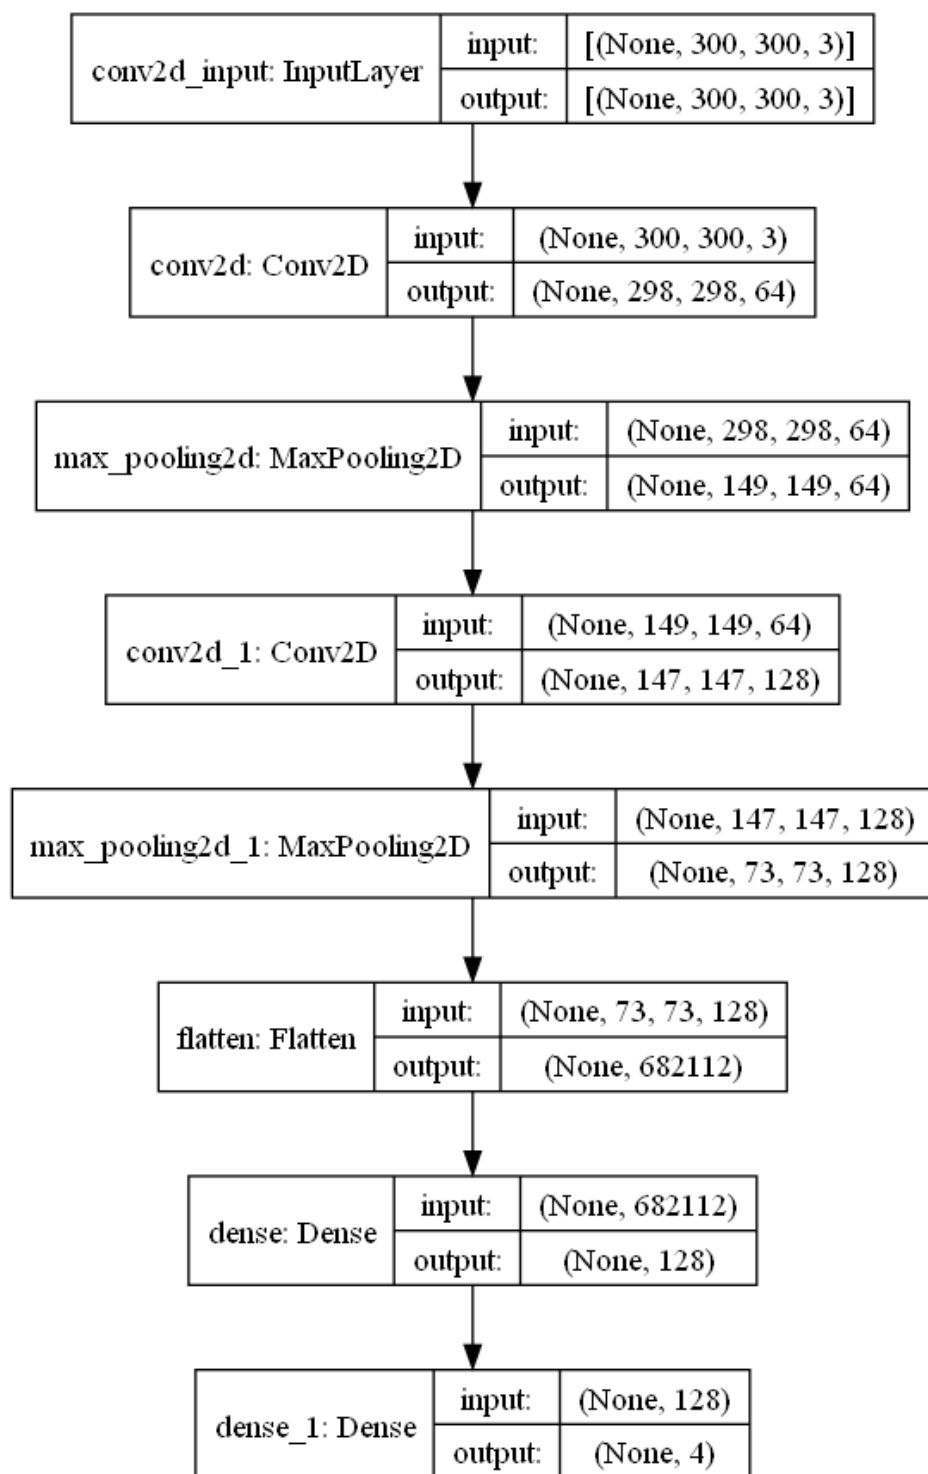 conv2d_input: InputLayer
input:
[(None, 300, 300, 3)]
output:
[(None, 300, 300, 3)]
conv2d: Conv2D
input:
(None, 300, 300, 3)
output:
(None, 298, 298, 64)
max_pooling2d: MaxPooling2D
input:
(None, 298, 298, 64)
output:
(None, 149, 149, 64)
conv2d_1: Conv2D
input:
(None, 149, 149, 64)
output:
(None, 147, 147, 128)
max_pooling2d_1: MaxPooling2D
input:
(None, 147, 147, 128)
output:
(None, 73, 73, 128)
flatten: Flatten
input:
(None, 73, 73, 128)
output:
(None, 682112)
dense: Dense
input:
(None, 682112)
output:
(None, 128)
dense_1: Dense
input:
(None, 128)
output:
(None, 4)